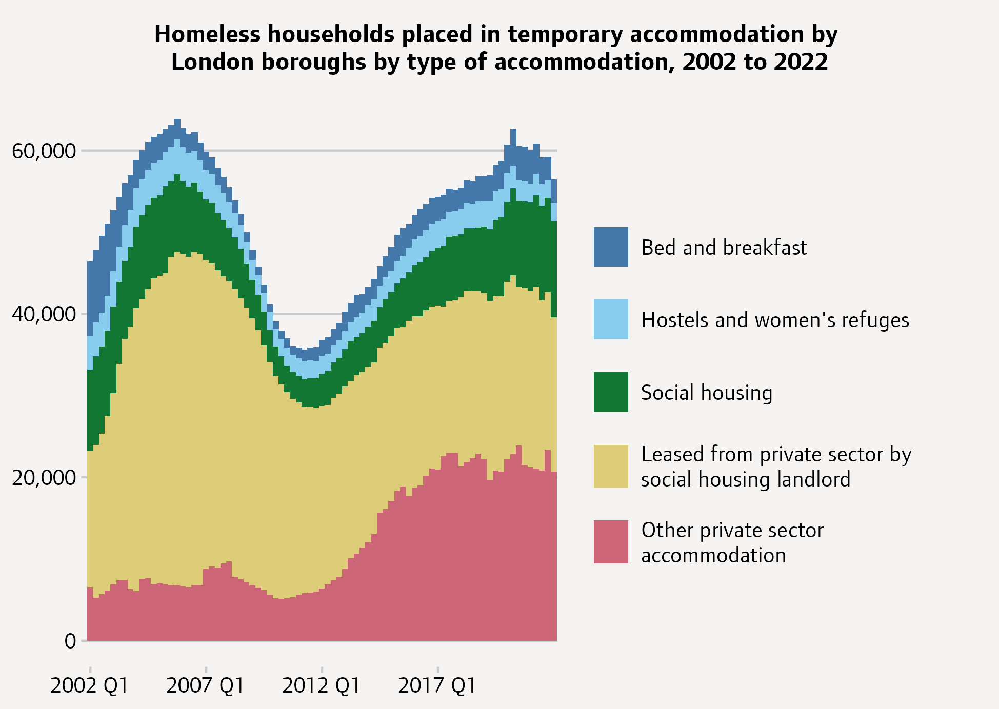 Homeless households placed in temporary accommodation by
London boroughs by type of accommodation, 2002 to 2022
60,000
40,000
20,000
0
2002 Q1
2007 Q1
2012 Q1
2017 Q1
Bed and breakfast
Hostels and women's refuges
Social housing
Leased from private sector by
social housing landlord
Other private sector
accommodation